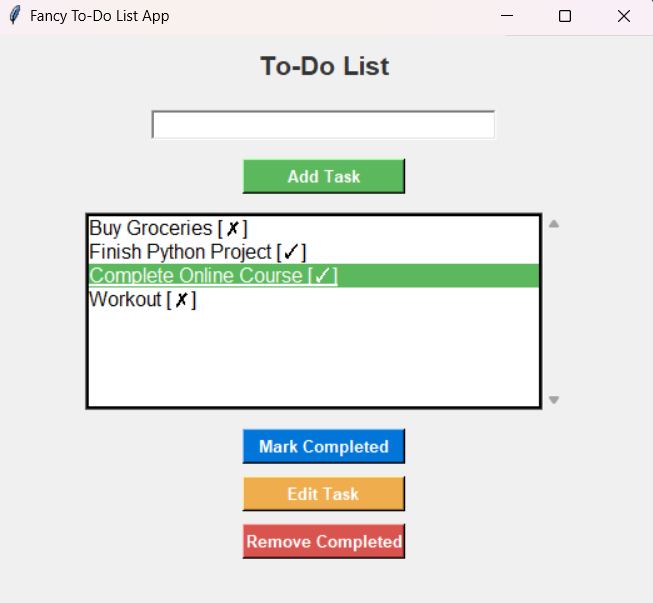 Fancy To-Do List App
To-Do List
Add Task
Buy Groceries [✗]
Finish Python Project [✓]
Complete Online Course [✓]
Workout [✗]
Mark Completed
Edit Task
Remove Completed